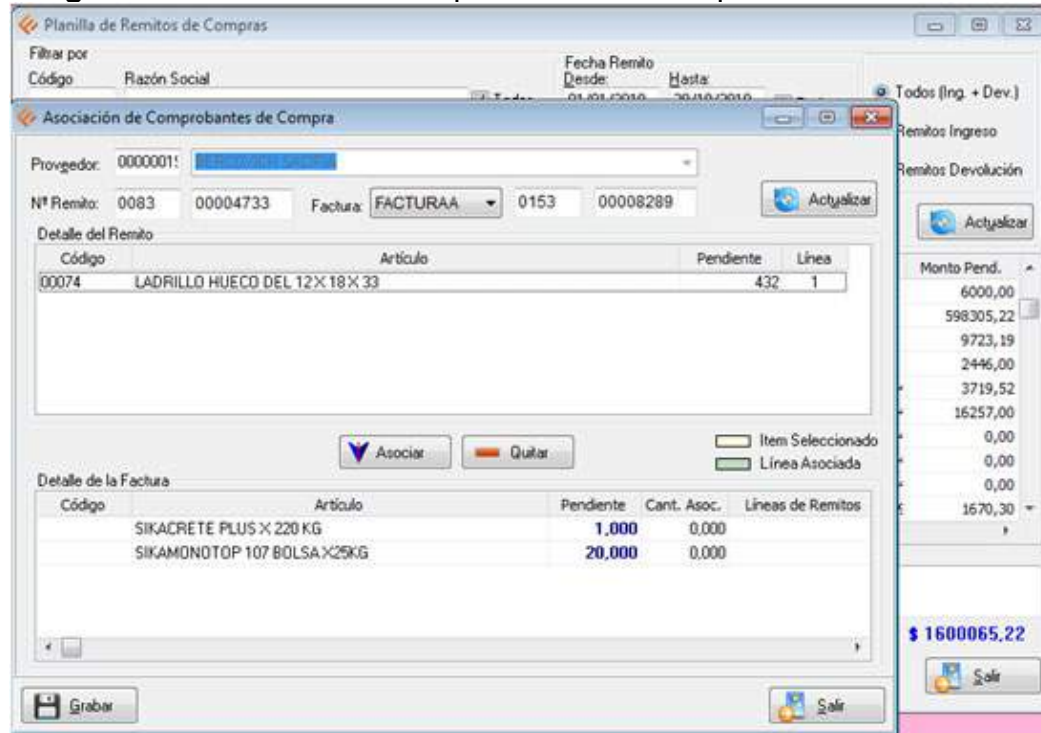 Planilla de Remitos de Compras
Filtrar por
Código Razón Social
Fecha Remito
Desde: Hasta:
Todos (Ing. + Dev.)
Asociación de Comprobantes de Compra
Remitos Ingreso
Remitos Devolución
Proveedor:
Nº Remito: 0083 00004733 Factura: FACTURAA 0153 00008289 Actualizar
Actualizar
Detalle del Remito
Código Artículo Pendiente Línea
00074 LADRILLO HUECO DEL 12 X 18 X 33 432 1
Monto Pend.
6000,00
598305,22
9723,19
2446,00
3719,52
16257,00
0,00
0,00
0,00
1670,30
Asociar Quitar
Item Seleccionado
Línea Asociada
Detalle de la Factura
Código Artículo Pendiente Cant. Asoc. Líneas de Remitos
SIKACRETE PLUS X 220 KG 1,000 0,000
SIKAMONOTOP 107 BOLSA X25KG 20,000 0,000
$ 1600065,22
Salir
Grabar Salir